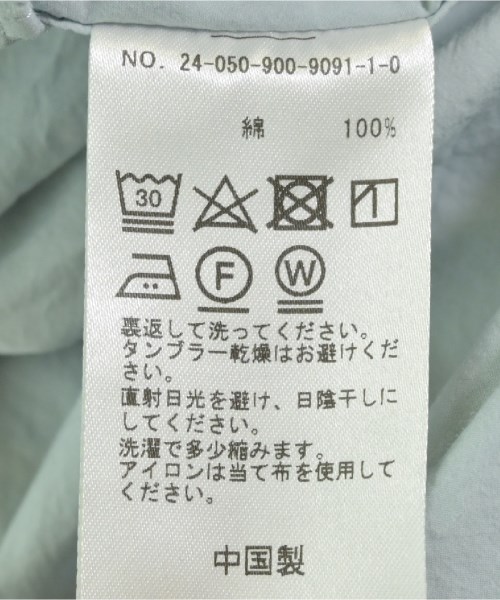 NO. 24-050-900-9091-1-0
綿 100%
30
F W
裏返して洗ってください。
タンブラー乾燥はお避けくだ
さい。
直射日光を避け、日陰干しに
してください。
洗濯で多少縮みます。
アイロンは当て布を使用して
ください。
中国製